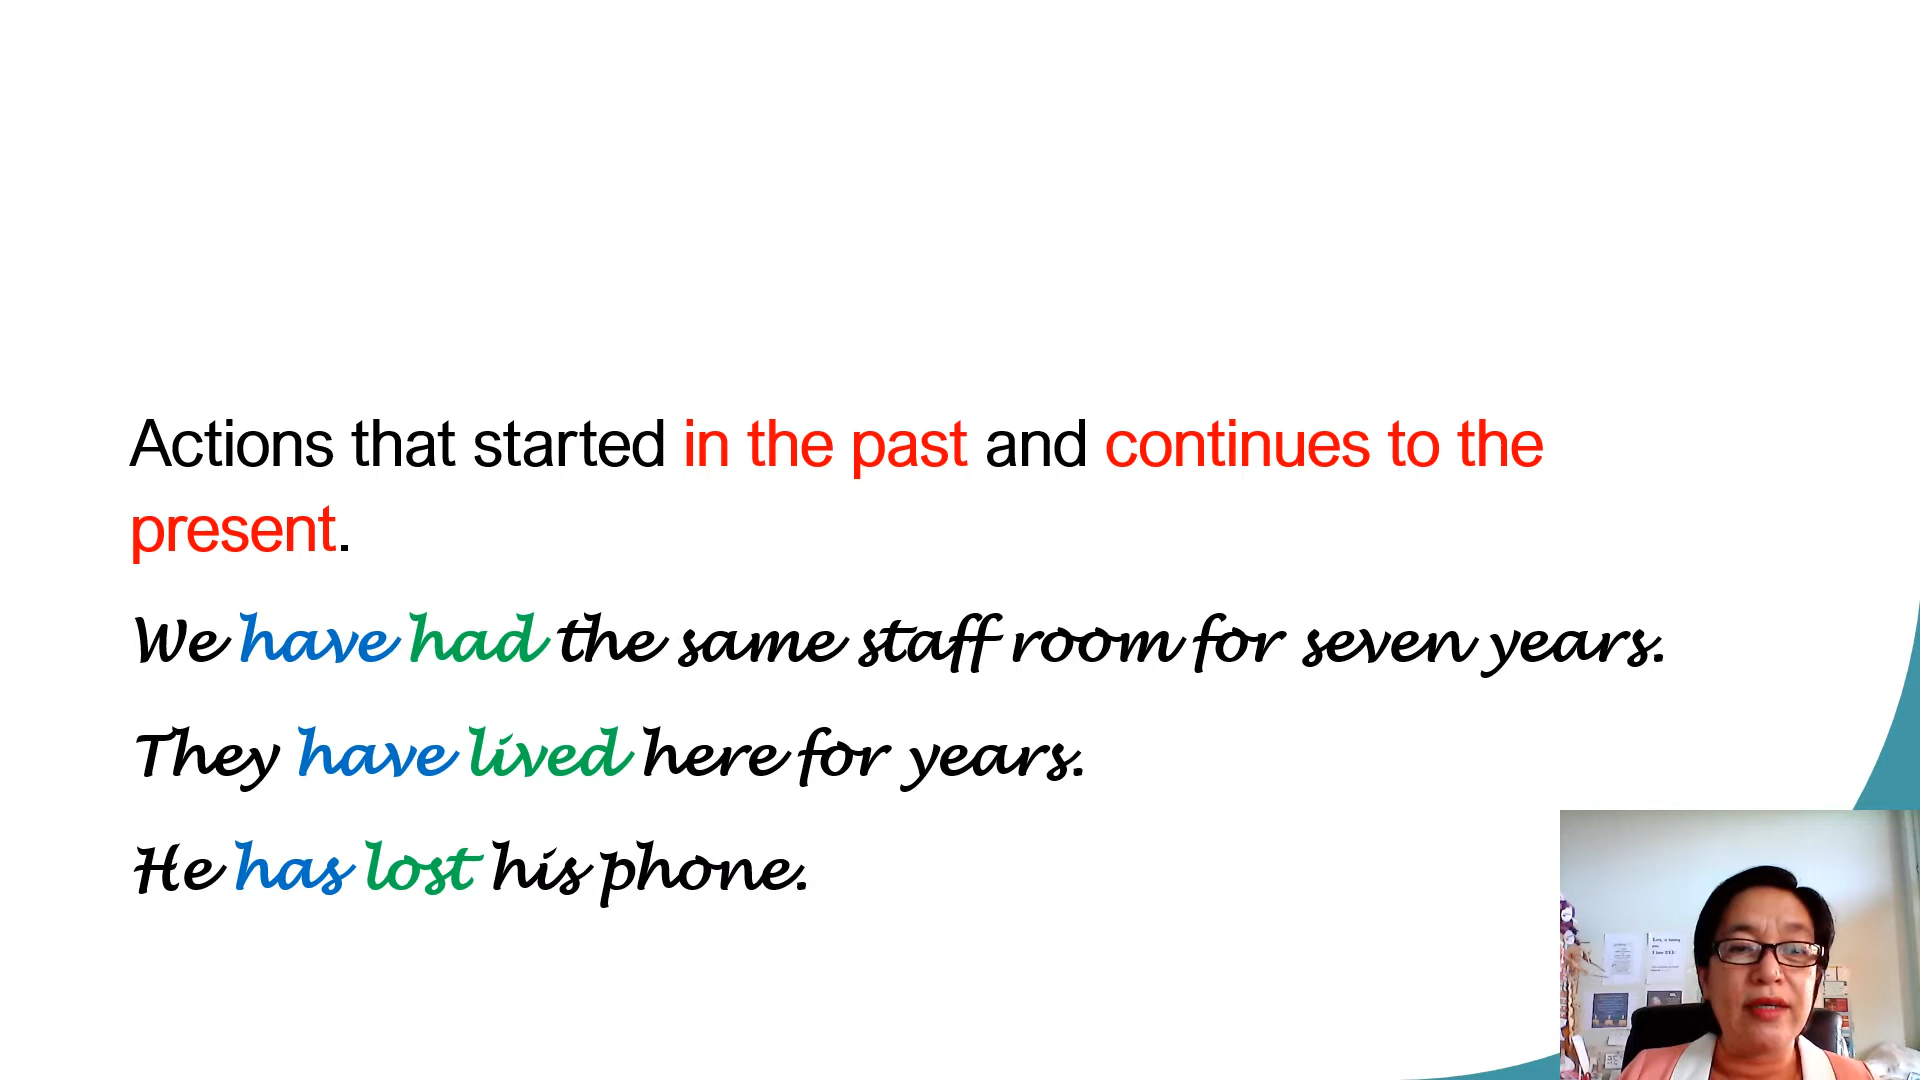 Actions that started in the past and continues to the
present.
We have had the same staff room for seven years.
They have lived here for years.
He has lost his phone.